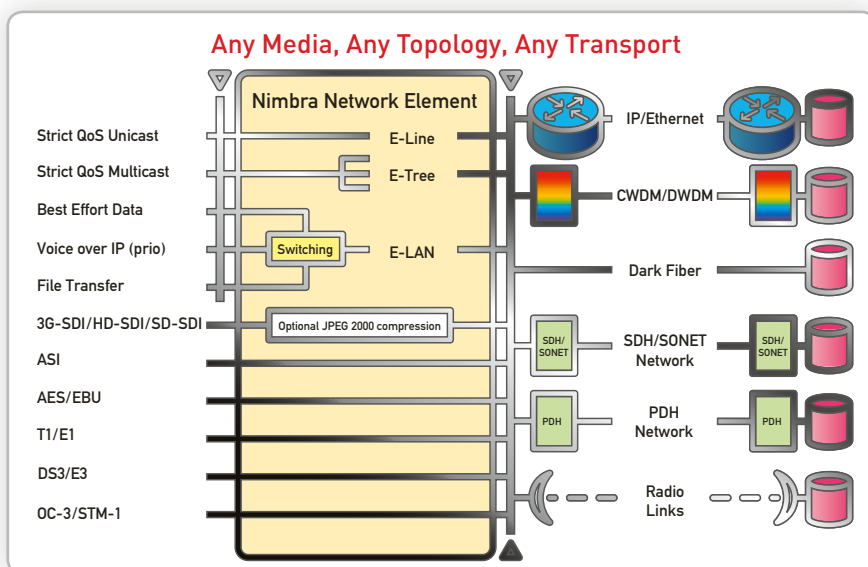 Any Media, Any Topology, Any Transport
Nimbra Network Element
Strict QoS Unicast
E-Line
Strict QoS Multicast
E-Tree
Best Effort Data
Voice over IP (prio)
Switching
E-LAN
File Transfer
3G-SDI/HD-SDI/SD-SDI
Optional JPEG 2000 compression
ASI
AES/EBU
T1/E1
DS3/E3
OC-3/STM-1
IP/Ethernet
CWDM/DWDM
Dark Fiber
SDH/
SONET
SDH/SONET
Network
SDH/
SONET
PDH
PDH
Network
PDH
Radio
Links